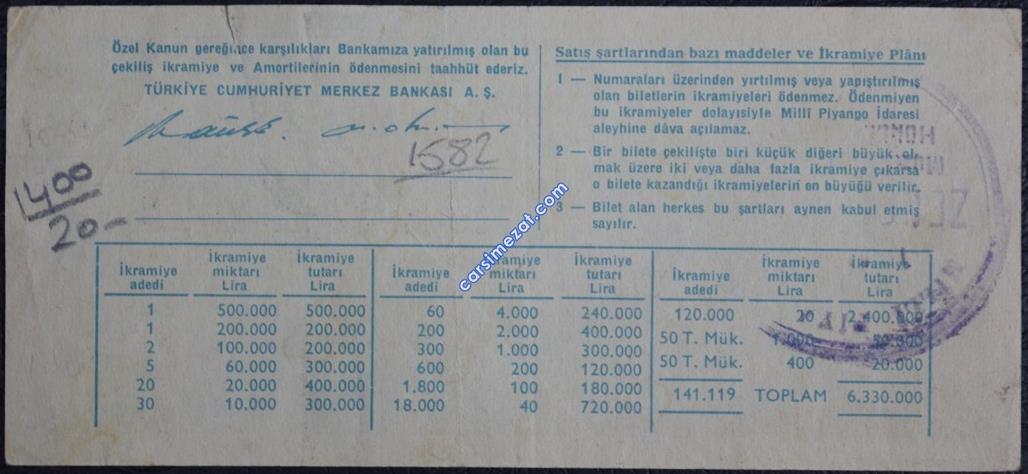 Özel Kanun gereğince karşılıkları Bankamıza yatırılmış olan bu
çekiliş ikramiye ve Amortilerinin ödenmesini taahhüt ederiz.
TÜRKİYE CUMHURİYET MERKEZ BANKASI A. Ş.
1582
1400
20-
Satış şartlarından bazı maddeler ve İkramiye Plânı
1 — Numaraları üzerinden yırtılmış veya yapıştırılmış
olan biletlerin ikramiyeleri ödenmez. Ödenmiyen
bu ikramiyeler dolayısiyle Millî Piyango İdaresi
aleyhine dâva açılamaz.
2 — Bir bilete çekilişte biri küçük diğeri büyük ol-
mak üzere iki veya daha fazla ikramiye çıkarsa
o bilete kazandığı ikramiyelerin en büyüğü verilir.
3 — Bilet alan herkes bu şartları aynen kabul etmiş
sayılır.
carsimezat.com
İkramiye adedi İkramiye miktarı Lira İkramiye tutarı Lira
1 500.000 500.000
1 200.000 200.000
2 100.000 200.000
5 60.000 300.000
20 20.000 400.000
30 10.000 300.000
İkramiye adedi İkramiye miktarı Lira İkramiye tutarı Lira
60 4.000 240.000
200 2.000 400.000
300 1.000 300.000
600 200 120.000
1.800 100 180.000
18.000 40 720.000
İkramiye adedi İkramiye miktarı Lira İkramiye tutarı Lira
120.000 20 2.400.000
50 T. Mük. 1.000 50.000
50 T. Mük. 400 20.000
141.119 TOPLAM 6.330.000